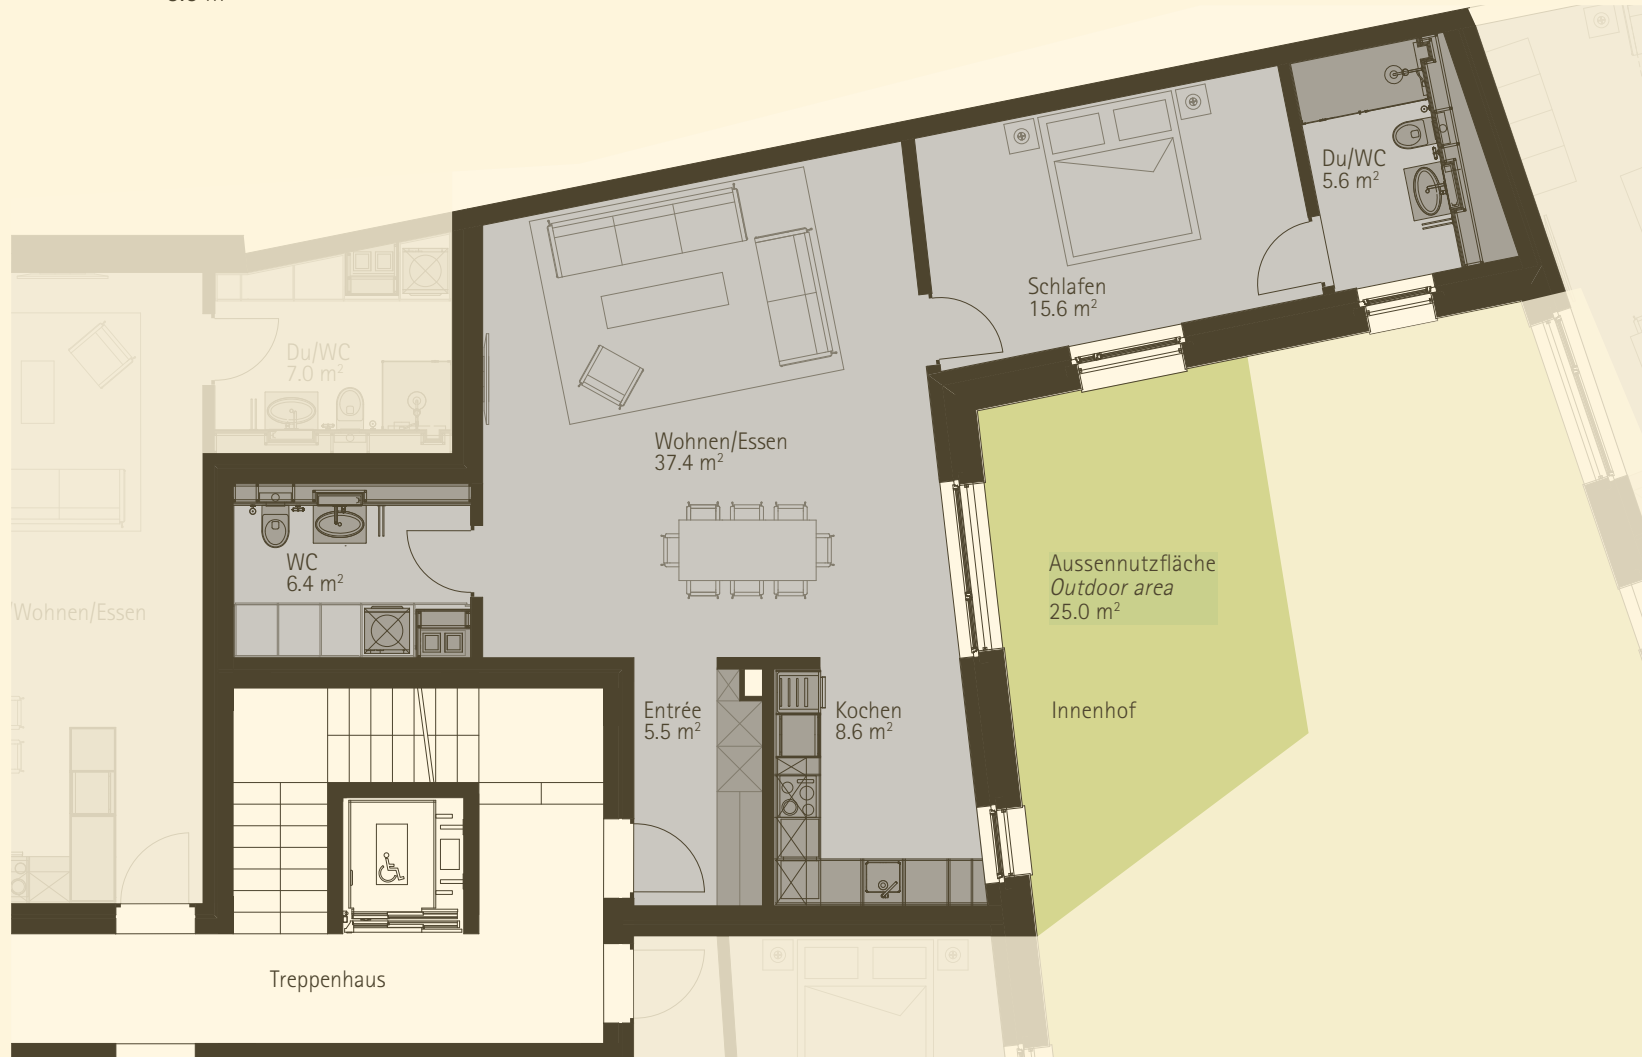 Du/WC
5.6 m²
Schlafen
15.6 m²
Du/WC
7.0 m²
Wohnen/Essen
37.4 m²
WC
6.4 m²
Aussennutzfläche
Outdoor area
25.0 m²
Wohnen/Essen
Entrée
5.5 m²
Kochen
8.6 m²
Innenhof
Treppenhaus